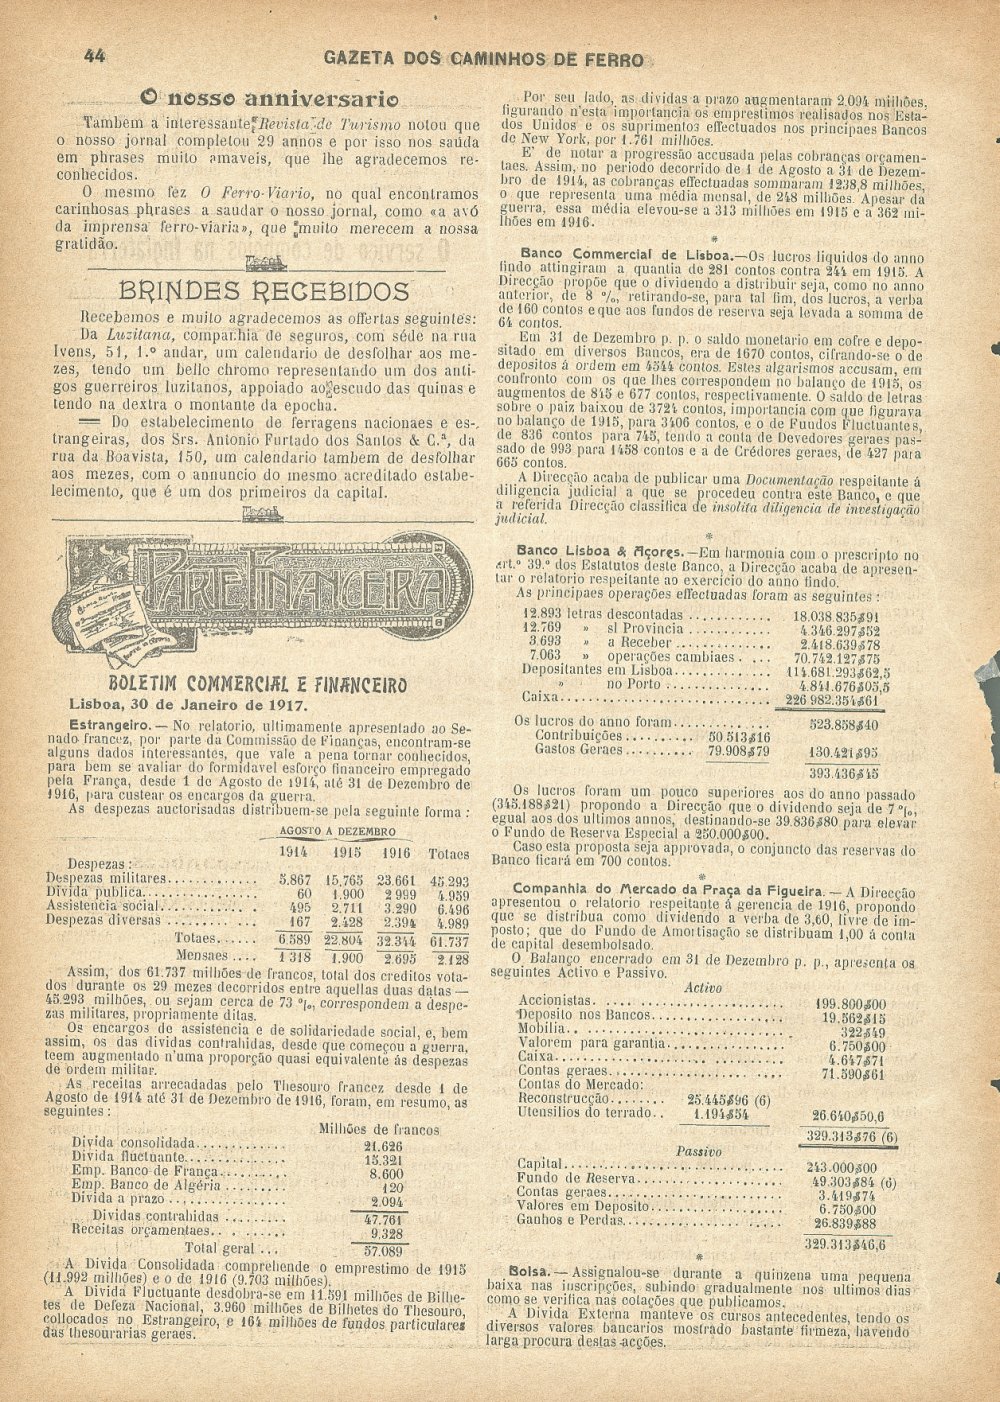 44
GAZETA DOS CAMINHOS DE FERRO
O nosso anniversario
Tambem a interessante Revista de Turismo notou que
o nosso jornal completou 29 annos e por isso nos saúda
em phrases muito amaveis, que lhe agradecemos re-
conhecidos.
O mesmo fez O Ferro-Viario, no qual encontramos
carinhosas phrases a saudar o nosso jornal, como «a avó
da imprensa ferro-viaria», que muito merecem a nossa
gratidão.
BRINDES RECEBIDOS
Recebemos e muito agradecemos as offertas seguintes:
Da Luzitana, companhia de seguros, com séde na rua
Ivens, 51, 1.º andar, um calendario de desfolhar aos me-
zes, tendo um bello chromo representando um dos anti-
gos guerreiros luzitanos, appoiado ao escudo das quinas e
tendo na dextra o montante da epocha.
= Do estabelecimento de ferragens nacionaes e es-
trangeiras, dos Srs. Antonio Furtado dos Santos & C.ª, da
rua da Boavista, 150, um calendario tambem de desfolhar
aos mezes, com o annuncio do mesmo acreditado estabe-
lecimento, que é um dos primeiros da capital.
PARTE FINANCEIRA
BOLETIM COMMERCIAL E FINANCEIRO
Lisboa, 30 de Janeiro de 1917.
Estrangeiro. — No relatorio, ultimamente apresentado ao Se-
nado francez, por parte da Commissão de Finanças, encontram-se
alguns dados interessantes, que vale a pena tornar conhecidos,
para bem se avaliar do formidavel esforço financeiro empregado
pela França, desde 1 de Agosto de 1914, até 31 de Dezembro de
1916, para custear os encargos da guerra.
As despezas auctorisadas distribuem-se pela seguinte forma :
AGOSTO A DEZEMBRO
1914 1915 1916 Totaes
Despezas :
Despezas militares............. 5.867 15,765 23.661 45.293
Divida publica................. 60 1.900 2 999 4.959
Assistencia social............. 495 2.711 3.290 6.496
Despezas diversas ............. 167 2.428 2.394 4.989
Totaes...... 6 589 22.804 32.344 61.737
Mensaes .... 1 318 1.900 2.695 2.128
Assim, dos 61.737 milhões de francos, total dos creditos vota-
dos durante os 29 mezes decorridos entre aquellas duas datas —
45.293 milhões, ou sejam cerca de 73 º|₀, correspondem a despe-
zas militares, propriamente ditas.
Os encargos de assistencia e de solidariedade social, e, bem
assim, os das dividas contrahidas, desde que começou a guerra,
teem augmentado n'uma proporção quasi equivalente ás despezas
de ordem militar.
As receitas arrecadadas pelo Thesouro francez desde 1 de
Agosto de 1914 até 31 de Dezembro de 1916, foram, em resumo, as
seguintes :
Milhões de francos
Divida consolidada............. 21.626
Divida fluctuante.............. 15.321
Emp. Banco de França.......... 8.600
Emp. Banco de Algéria ......... 120
Divida a prazo ................ 2.094
Dividas contrahidas ......... 47.761
Receitas orçamentaes.. ........ 9.328
Total geral ... 57.089
A Divida Consolidada comprehende o emprestimo de 1915
(11.992 milhões) e o de 1916 (9.703 milhões).
A Divida Fluctuante desdobra-se em 11.591 milhões de Bilhe-
tes de Defeza Nacional, 3.960 milhões de Bilhetes do Thesouro,
collocados no Estrangeiro, e 164 milhões de fundos particulares
das thesourarias geraes.
Por seu lado, as dividas a prazo augmentaram 2.094 milhões,
figurando n'esta importancia os emprestimos realisados nos Esta-
dos Unidos e os suprimentos effectuados nos principaes Bancos
de New York, por 1.761 milhões.
E' de notar a progressão accusada pelas cobranças orçamen-
taes. Assim, no periodo decorrido de 1 de Agosto a 31 de Dezem-
bro de 1914, as cobranças effectuadas sommaram 1238,8 milhões,
o que representa uma média mensal, de 248 milhões. Apesar da
guerra, essa média elevou-se a 313 milhões em 1915 e a 362 mi-
lhões em 1916.
*
Banco Commercial de Lisboa.—Os lucros liquidos do anno
findo attingiram a quantia de 281 contos contra 244 em 1915. A
Direcção propõe que o dividendo a distribuir seja, como no anno
anterior, de 8 º/₀, retirando-se, para tal fim, dos lucros, a verba
de 160 contos e que aos fundos de reserva seja levada a somma de
64 contos.
Em 31 de Dezembro p. p. o saldo monetario em cofre e depo-
sitado em diversos Bancos, era de 1670 contos, cifrando-se o de
depositos á ordem em 4544 contos. Estes algarismos accusam, em
confronto com os que lhes correspondem no balanço de 1915, os
augmentos de 845 e 677 contos, respectivamente. O saldo de letras
sobre o paiz baixou de 3724 contos, importancia com que figurava
no balanço de 1915, para 3406 contos, e o de Fundos Fluctuantes,
de 836 contos para 745, tendo a conta de Devedores geraes pas-
sado de 993 para 1458 contos e a de Crédores geraes, de 427 para
665 contos.
A Direcção acaba de publicar uma Documentação respeitante á
diligencia judicial a que se procedeu contra este Banco, e que
a referida Direcção classifica de insolita diligencia de investigação
judicial.
*
Banco Lisboa & Açores.—Em harmonia com o prescripto no
art.º 39.º dos Estatutos deste Banco, a Direcção acaba de apresen-
tar o relatorio respeitante ao exercicio do anno findo.
As principaes operações effectuadas foram as seguintes :
12.893 letras descontadas ............ 18.038 835$91
12.769 » sl Provincia ............ 4.346.297$52
3.693 » a Receber ............ 2.418.639$78
7.063 » operações cambiaes . ... 70.742.127$75
Depositantes em Lisboa............ 114.681.293$62,5
» no Porto ............ 4.841.676$05,5
Caixa............ 226 982.354$61
Os lucros do anno foram............ 523.858$40
Contribuições ......... 50 513$16
Gastos Geraes ......... 79.908$79 130.421$95
393.436$45
Os lucros foram um pouco superiores aos do anno passado
(345.188$21) propondo a Direcção que o dividendo seja de 7 º|₀,
egual aos dos ultimos annos, destinando-se 39.836$80 para elevar
o Fundo de Reserva Especial a 250.000$00.
Caso esta proposta seja approvada, o conjuncto das reservas do
Banco ficará em 700 contos.
*
Companhia do Mercado da Praça da Figueira. — A Direcção
apresentou o relatorio respeitante á gerencia de 1916, propondo
que se distribua como dividendo a verba de 3,60, livre de im-
posto; que do Fundo de Amortisação se distribuam 1,00 á conta
de capital desembolsado.
O Balanço encerrado em 31 de Dezembro p. p., apresenta os
seguintes Activo e Passivo.
Activo
Accionistas. ........................ 199.800$00
Deposito nos Bancos.................. 19.562$15
Mobilia.. ........................... 322$49
Valorem para garantia................ 6.750$00
Caixa................................ 4.647$71
Contas geraes........................ 71.590$61
Contas do Mercado:
Reconstrucção........ 25.445$96 (6)
Utensilios do terrado.. 1.194$54 26.640$50,6
329.313$76 (6)
Passivo
Capital.............................. 243.000$00
Fundo de Reserva..................... 49.303$84 (6)
Contas geraes........................ 3.419$74
Valores em Deposito.................. 6.750$00
Ganhos e Perdas...................... 26.839$88
329.313$46,6
*
Bolsa. — Assignalou-se durante a quinzena uma pequena
baixa nas inscripções, subindo gradualmente nos ultimos dias
como se verifica nas cotações que publicamos.
A Divida Externa manteve os cursos antecedentes, tendo os
diversos valores bancarios mostrado bastante firmeza, havendo
larga procura destas acções.